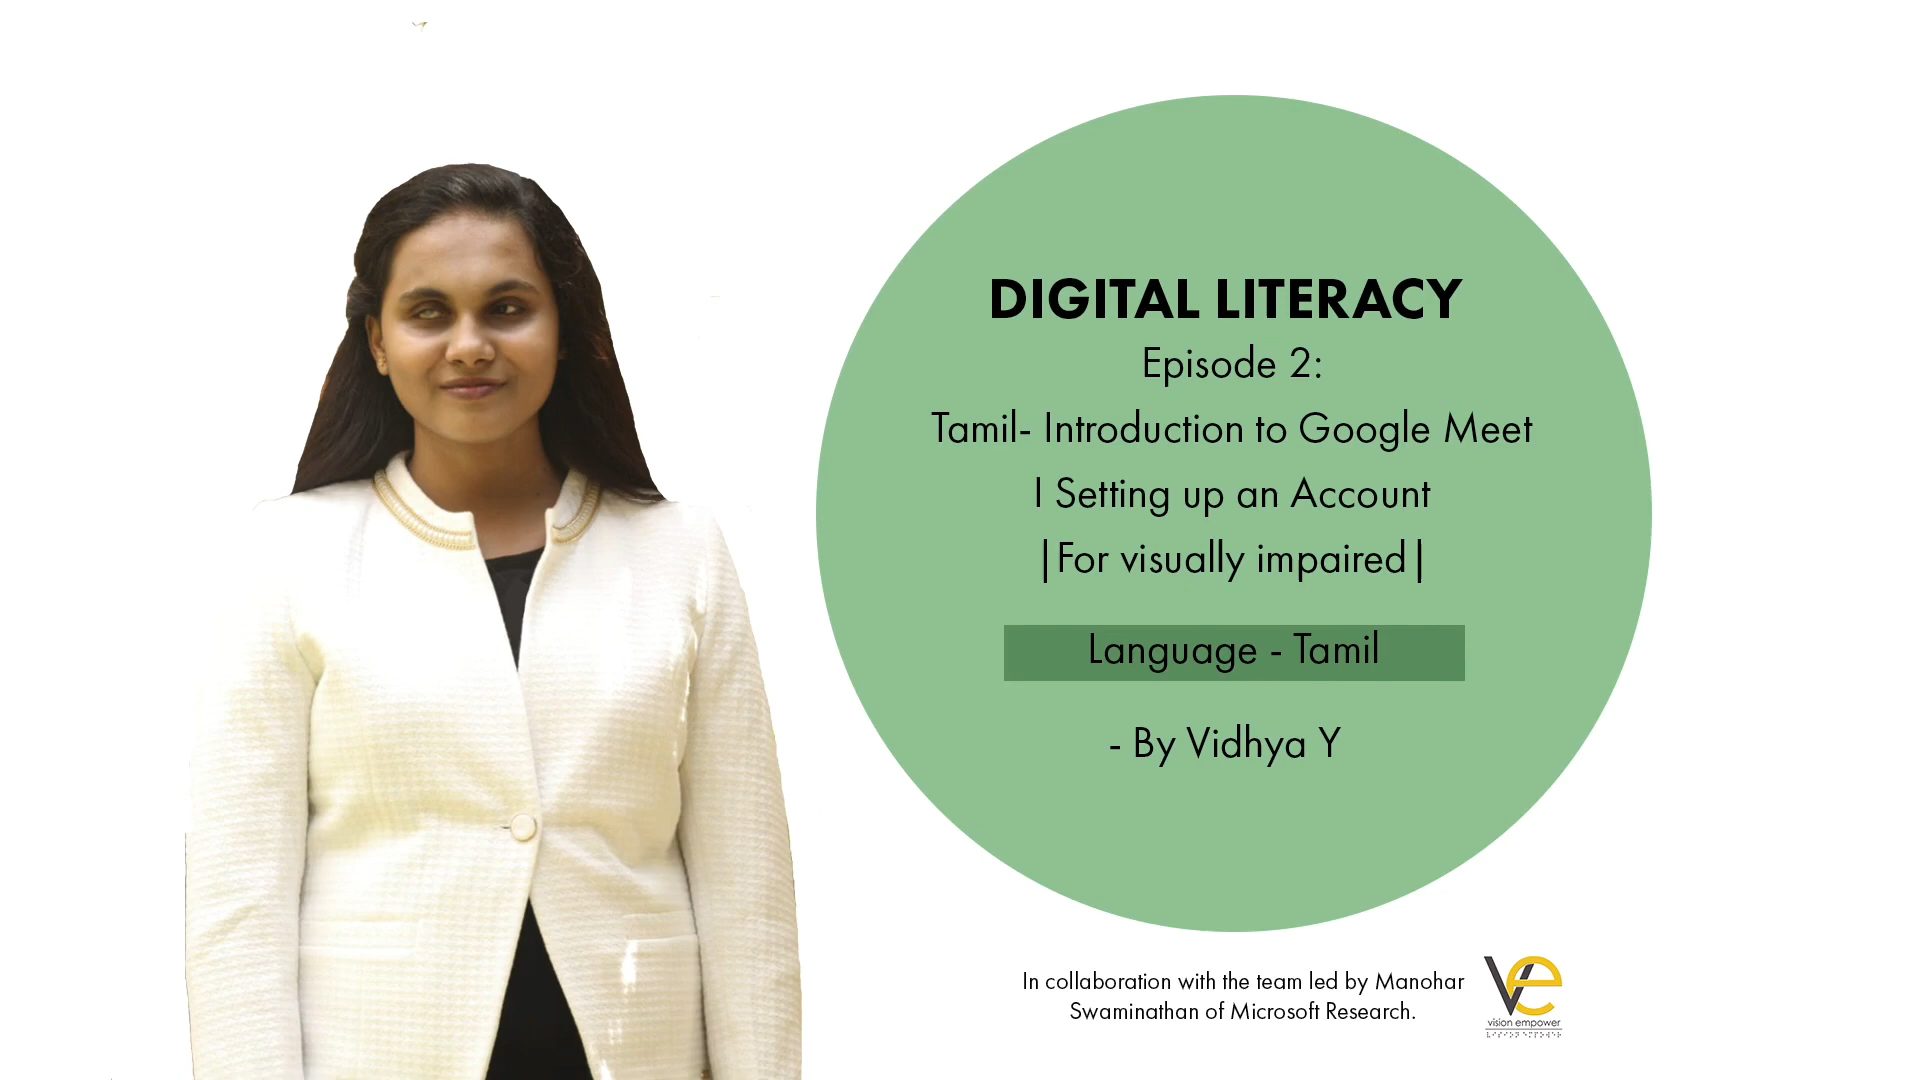 DIGITAL LITERACY
Episode 2:
Tamil- Introduction to Google Meet
I Setting up an Account
|For visually impaired|
Language - Tamil
- By Vidhya Y
In collaboration with the team led by Manohar
Swaminathan of Microsoft Research.
ve
vision empower